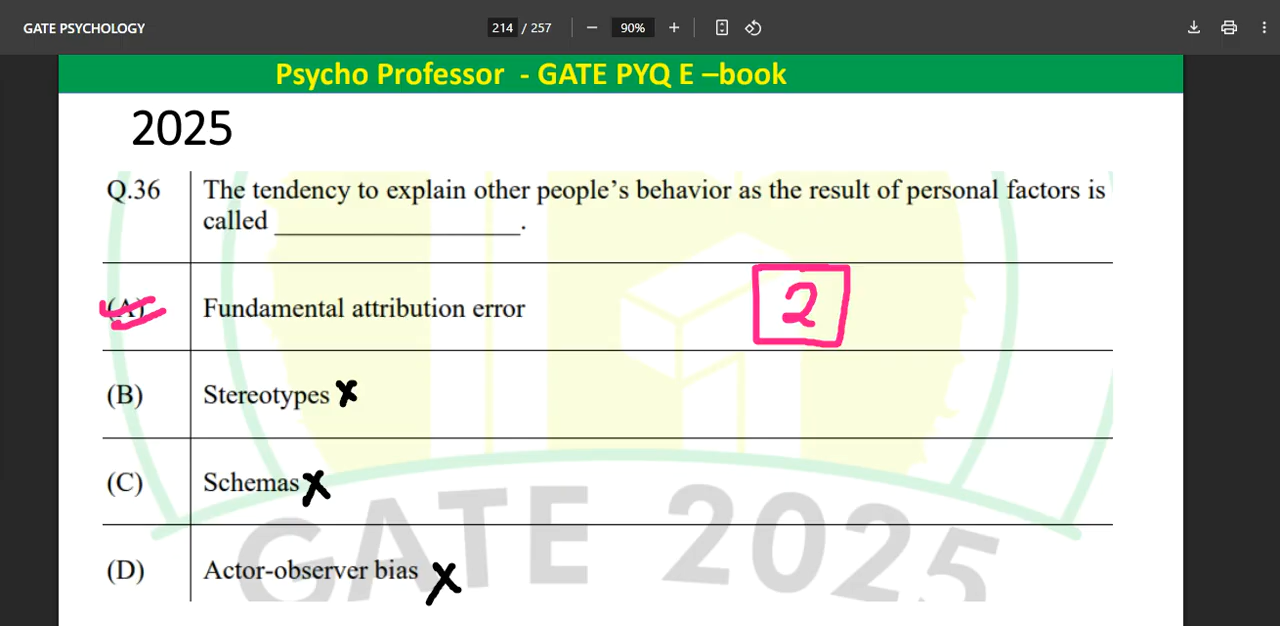 GATE PSYCHOLOGY
214 / 257
90%
Psycho Professor - GATE PYQ E –book
2025
Q.36 The tendency to explain other people’s behavior as the result of personal factors is
called ____________________.
(A) Fundamental attribution error
2
(B) Stereotypes x
(C) Schemas x
(D) Actor-observer bias x
GATE 2025